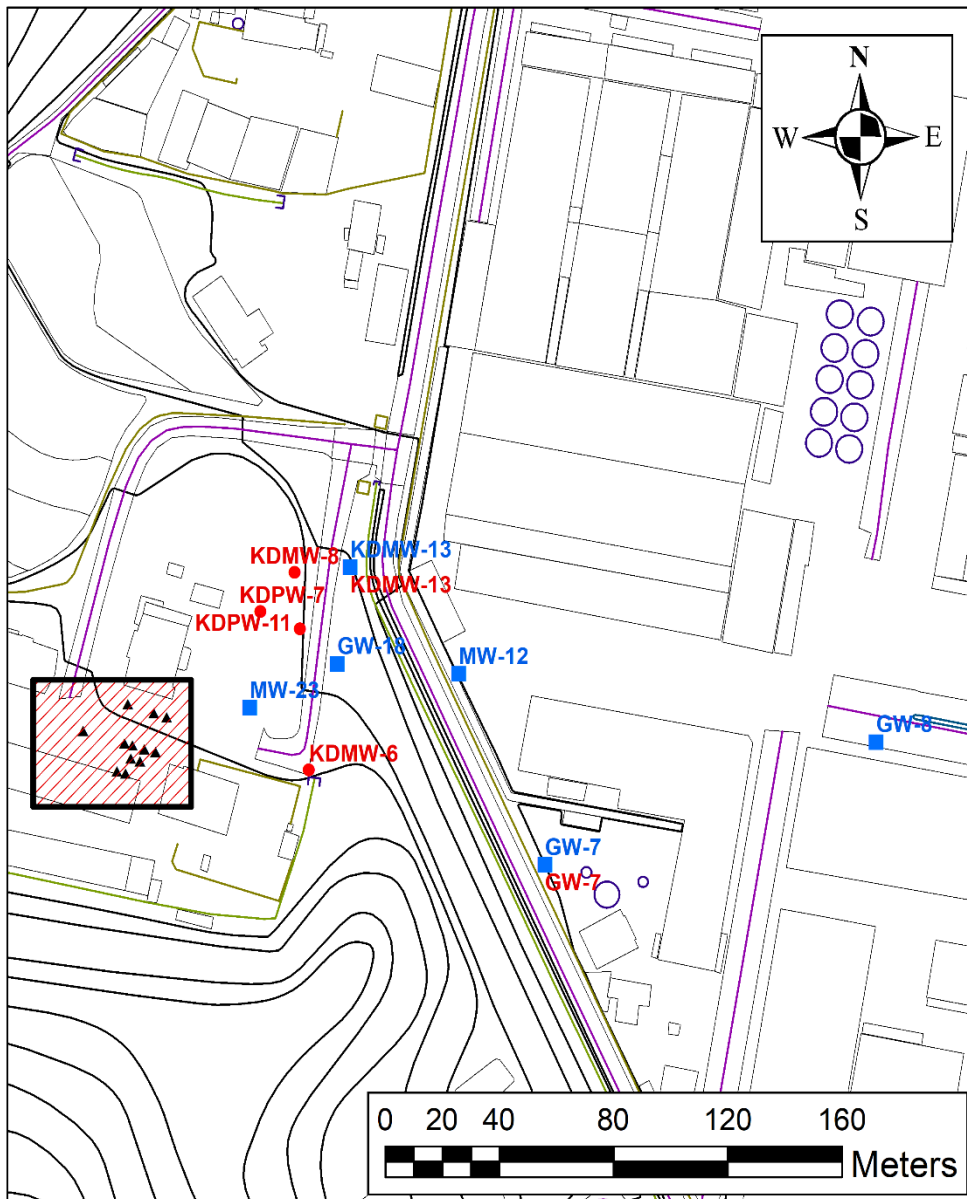 N
W E
S
KDMW-13
KDMW-8
KDMW-13
KDPW-7
KDPW-11
GW-18
MW-12
MW-23
GW-8
KDMW-6
GW-7
GW-7
0 20 40 80 120 160
Meters